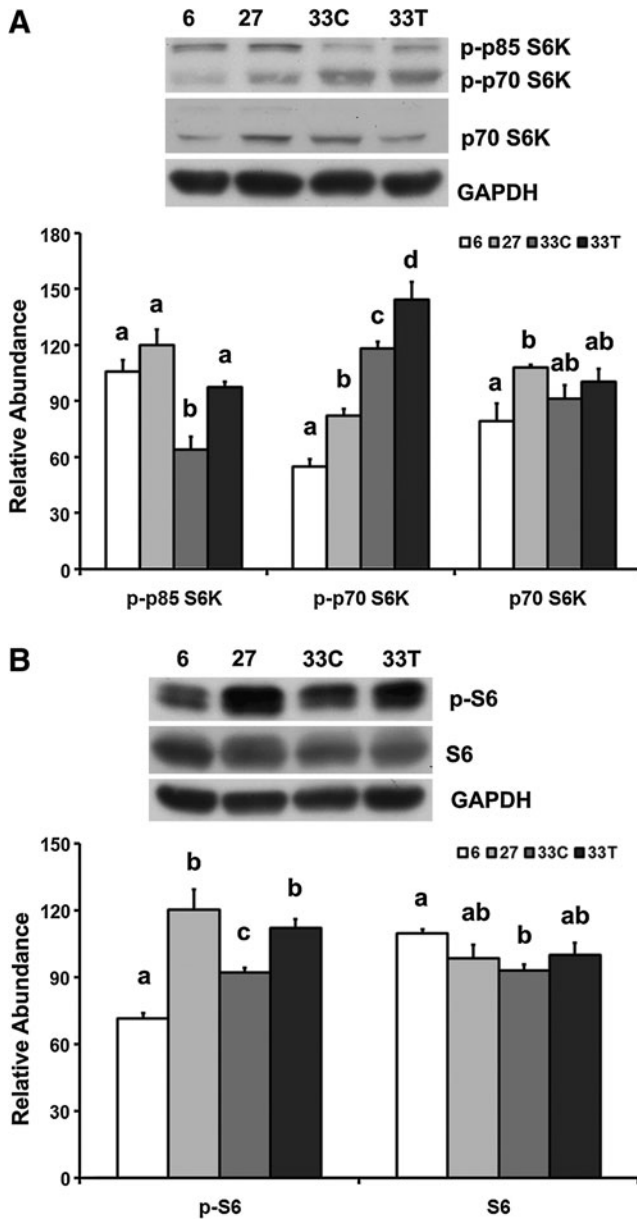 A
6 27 33C 33T
p-p85 S6K
p-p70 S6K
p70 S6K
GAPDH
Relative Abundance
180
150
120
90
60
30
0
6 27 33C 33T
a a b a
a b c d
a b ab ab
p-p85 S6K p-p70 S6K p70 S6K
B
6 27 33C 33T
p-S6
S6
GAPDH
Relative Abundance
150
120
90
60
30
0
6 27 33C 33T
a b c b
a ab b ab
p-S6 S6